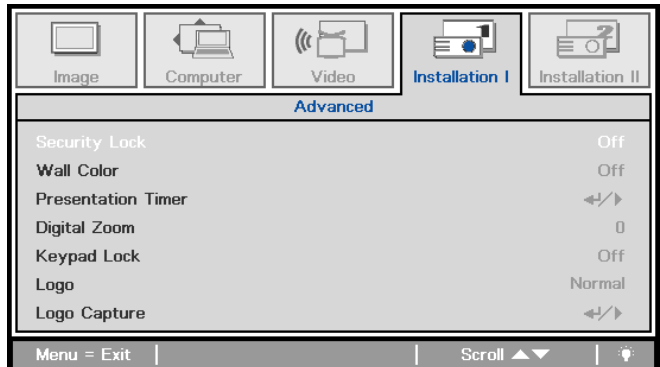 Image Computer Video Installation I Installation II
Advanced
Security Lock Off
Wall Color Off
Presentation Timer ↵/▶
Digital Zoom 0
Keypad Lock Off
Logo Normal
Logo Capture ↵/▶
Menu = Exit Scroll ▲▼